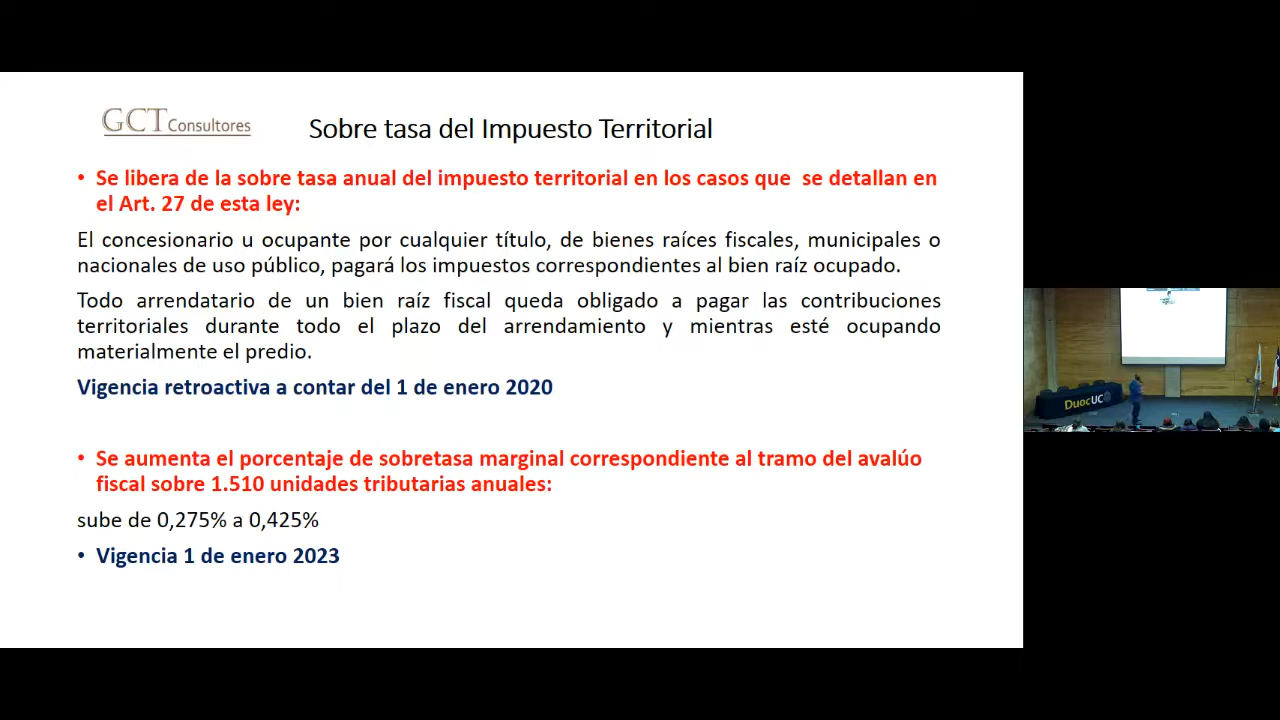 GCT Consultores
Sobre tasa del Impuesto Territorial
• Se libera de la sobre tasa anual del impuesto territorial en los casos que se detallan en
el Art. 27 de esta ley:
El concesionario u ocupante por cualquier título, de bienes raíces fiscales, municipales o
nacionales de uso público, pagará los impuestos correspondientes al bien raíz ocupado.
Todo arrendatario de un bien raíz fiscal queda obligado a pagar las contribuciones
territoriales durante todo el plazo del arrendamiento y mientras esté ocupando
materialmente el predio.
Vigencia retroactiva a contar del 1 de enero 2020
• Se aumenta el porcentaje de sobretasa marginal correspondiente al tramo del avalúo
fiscal sobre 1.510 unidades tributarias anuales:
sube de 0,275% a 0,425%
• Vigencia 1 de enero 2023
DuocUC